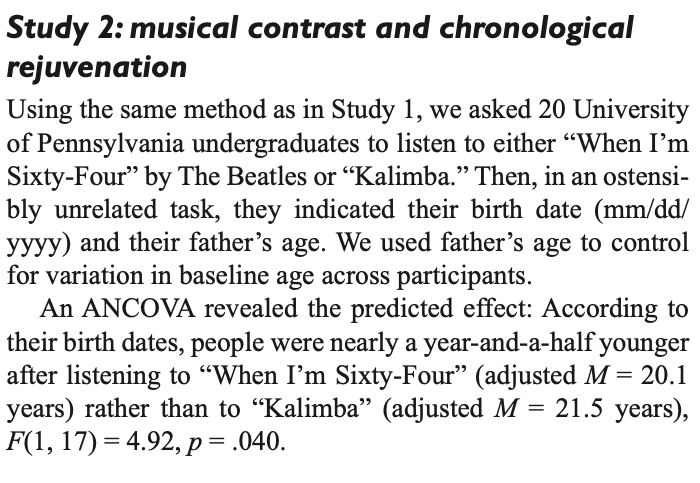 Study 2: musical contrast and chronological
rejuvenation
Using the same method as in Study 1, we asked 20 University
of Pennsylvania undergraduates to listen to either “When I’m
Sixty-Four” by The Beatles or “Kalimba.” Then, in an ostensi-
bly unrelated task, they indicated their birth date (mm/dd/
yyyy) and their father’s age. We used father’s age to control
for variation in baseline age across participants.
An ANCOVA revealed the predicted effect: According to
their birth dates, people were nearly a year-and-a-half younger
after listening to “When I’m Sixty-Four” (adjusted M = 20.1
years) rather than to “Kalimba” (adjusted M = 21.5 years),
F(1, 17) = 4.92, p = .040.